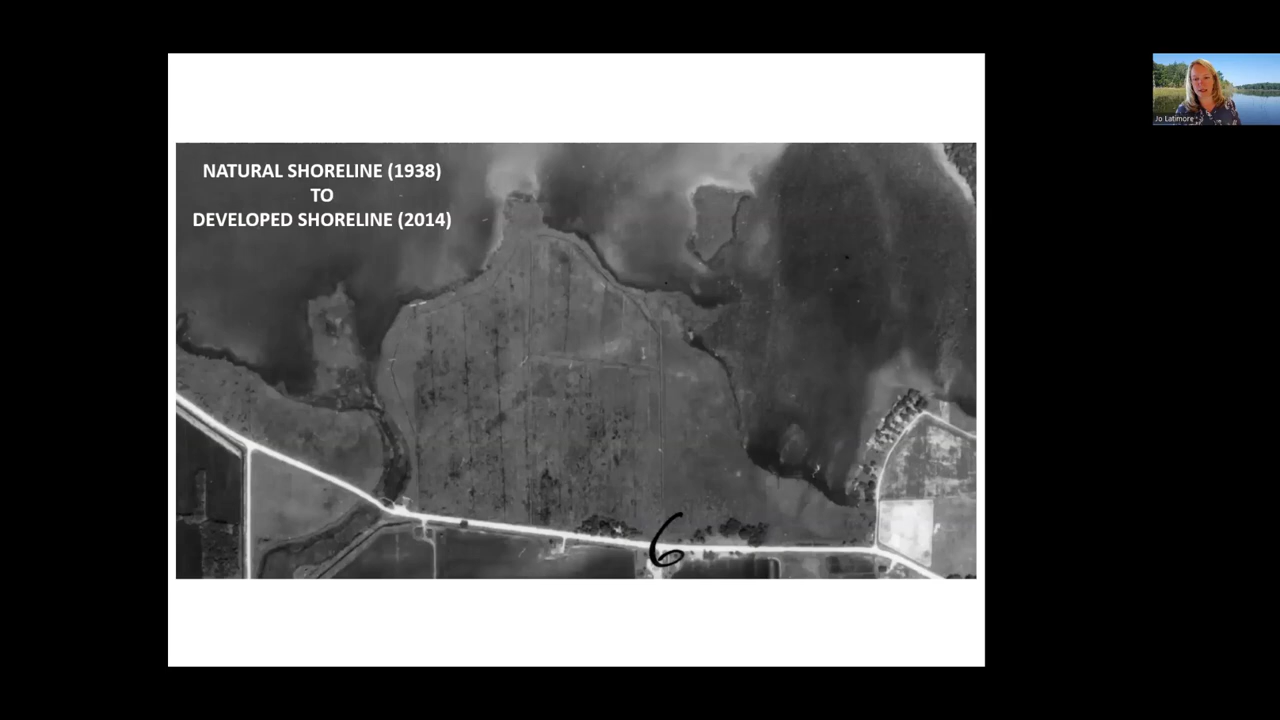 NATURAL SHORELINE (1938)
TO
DEVELOPED SHORELINE (2014)
6
Jo Latimore